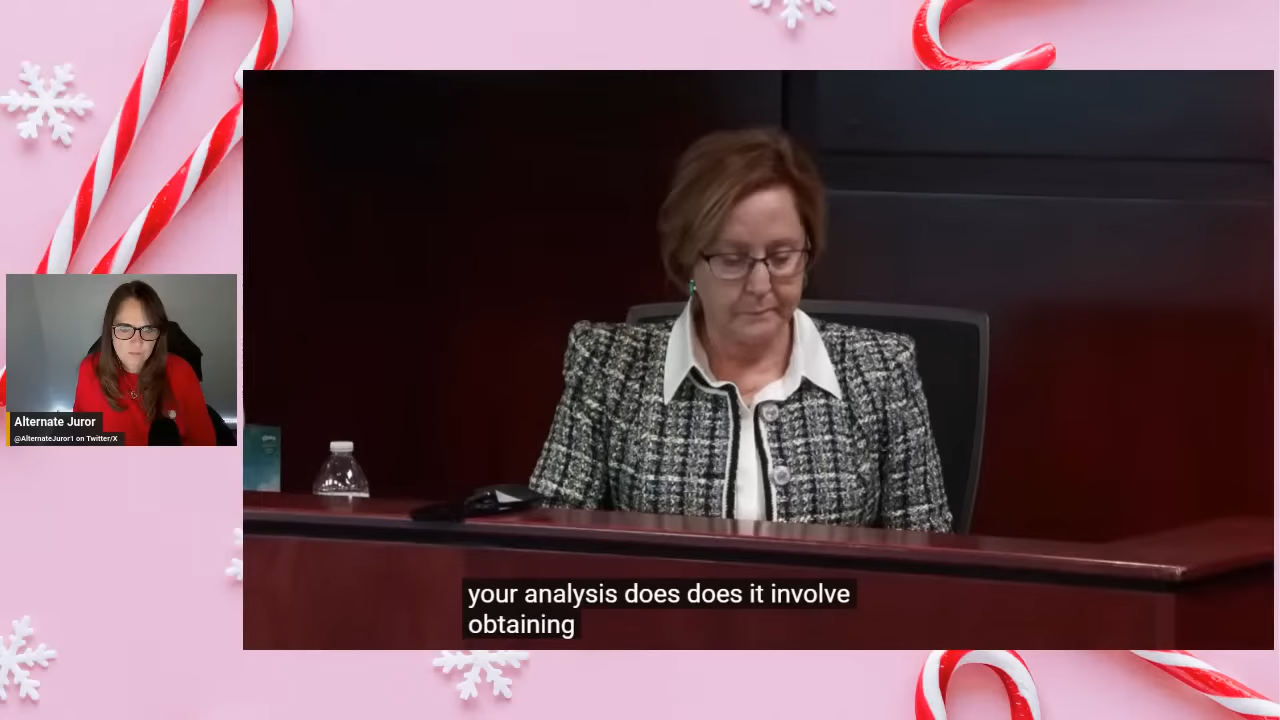 Alternate Juror
@AlternateJuror1 on Twitter/X
your analysis does does it involve
obtaining